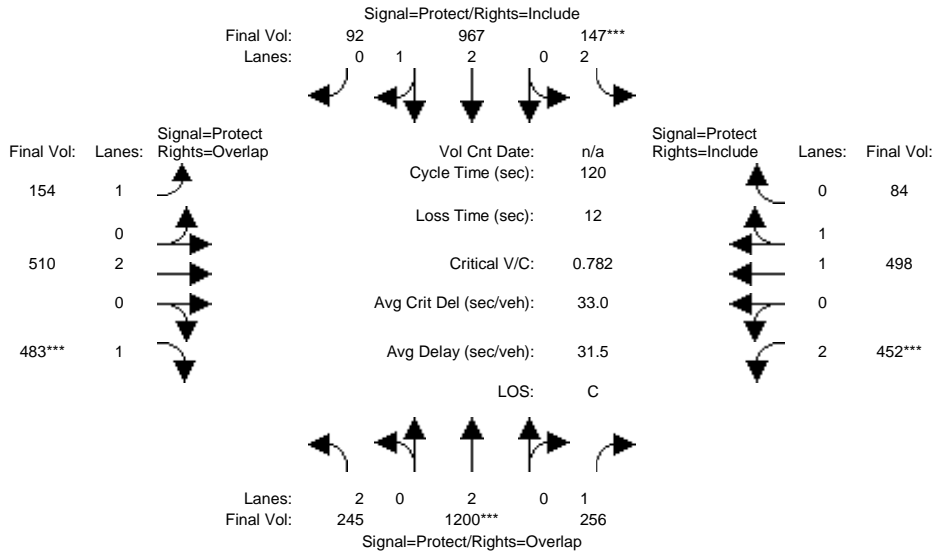 Signal=Protect/Rights=Include
Final Vol: 92 967 147***
Lanes: 0 1 2 0 2
Signal=Protect
Final Vol: Lanes: Rights=Overlap
Vol Cnt Date: n/a
Signal=Protect
Rights=Include Lanes: Final Vol:
Cycle Time (sec): 120
154 1
0 84
Loss Time (sec): 12
0
1
510 2
Critical V/C: 0.782
1 498
0
Avg Crit Del (sec/veh): 33.0
0
483*** 1
Avg Delay (sec/veh): 31.5
2 452***
LOS: C
Lanes: 2 0 2 0 1
Final Vol: 245 1200*** 256
Signal=Protect/Rights=Overlap